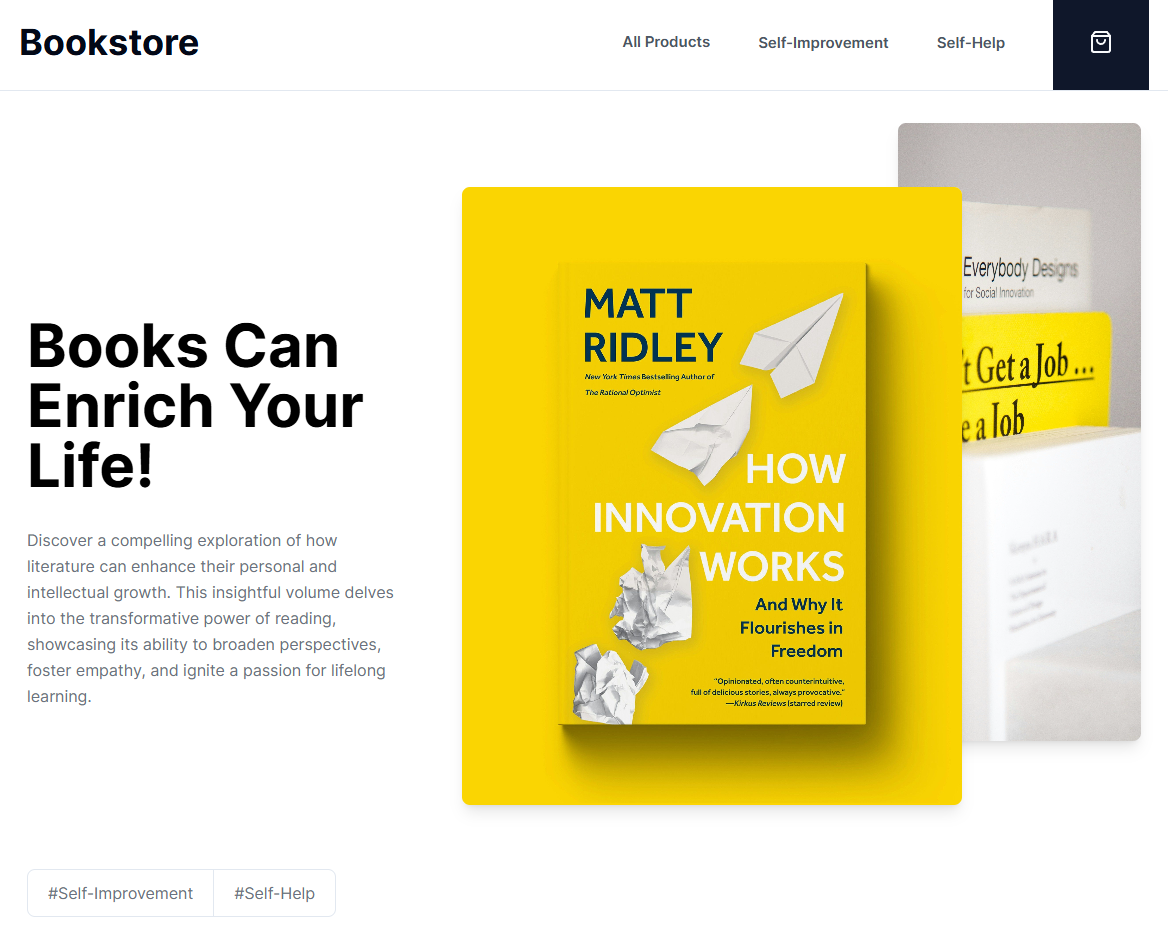 Bookstore
All Products
Self-Improvement
Self-Help
Books Can
Enrich Your
Life!
Discover a compelling exploration of how
literature can enhance their personal and
intellectual growth. This insightful volume delves
into the transformative power of reading,
showcasing its ability to broaden perspectives,
foster empathy, and ignite a passion for lifelong
learning.
MATT
RIDLEY
New York Times Bestselling Author of
The Rational Optimist
HOW
INNOVATION
WORKS
And Why It
Flourishes in
Freedom
"Opinionated, often counterintuitive,
full of delicious stories, always provocative."
—Kirkus Reviews (starred review)
Everybody Designs
for Social Innovation
't Get a Job ...
e a Job
#Self-Improvement
#Self-Help